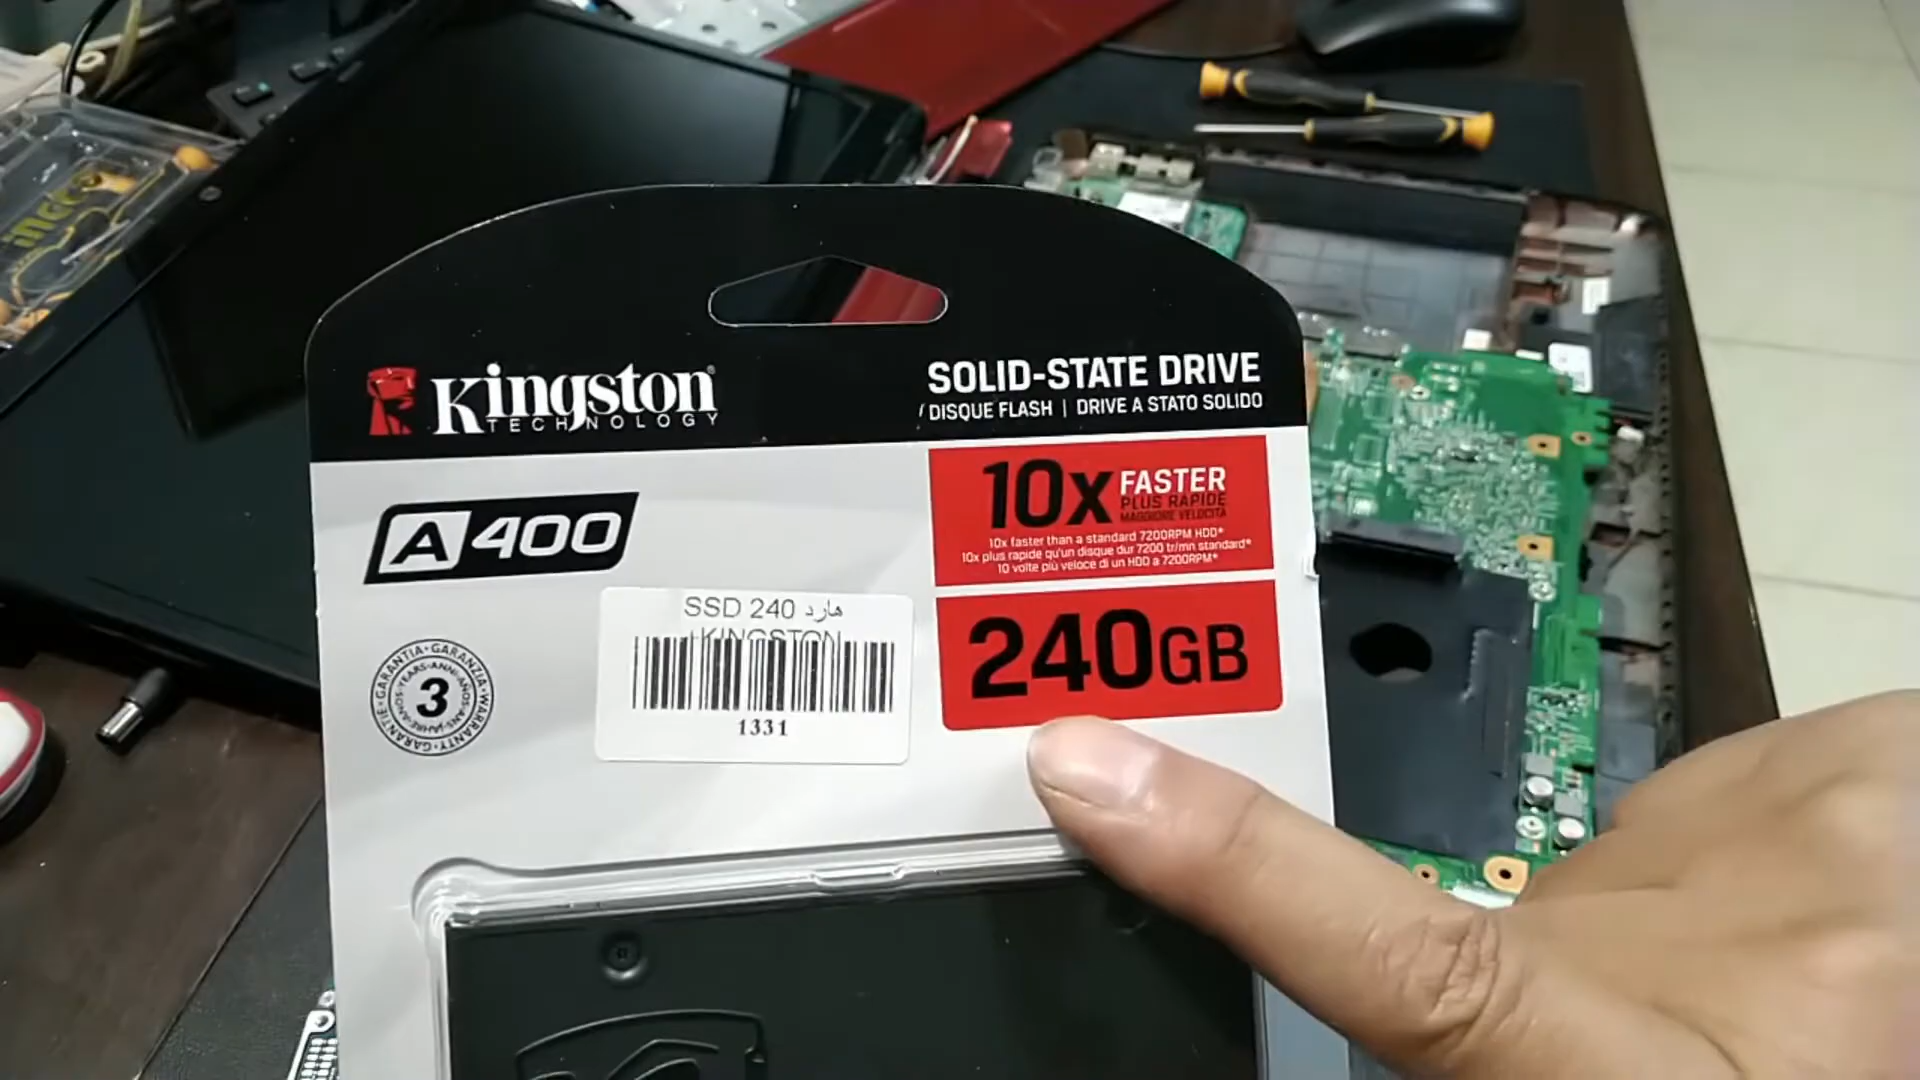 Kingston
TECHNOLOGY
SOLID-STATE DRIVE
/ DISQUE FLASH | DRIVE A STATO SOLIDO
A400
10x FASTER
PLUS RAPIDE
MAGGIORE VELOCITÀ
10x faster than a standard 7200RPM HDD*
10x plus rapide qu'un disque dur 7200 tr/mn standard*
10 volte più veloce di un HDD a 7200RPM*
240GB
SSD 240 هارد
KINGSTON
1331
3
GARANTIE · GARANTIA · GARANZIA · WARRANTY
INGCO